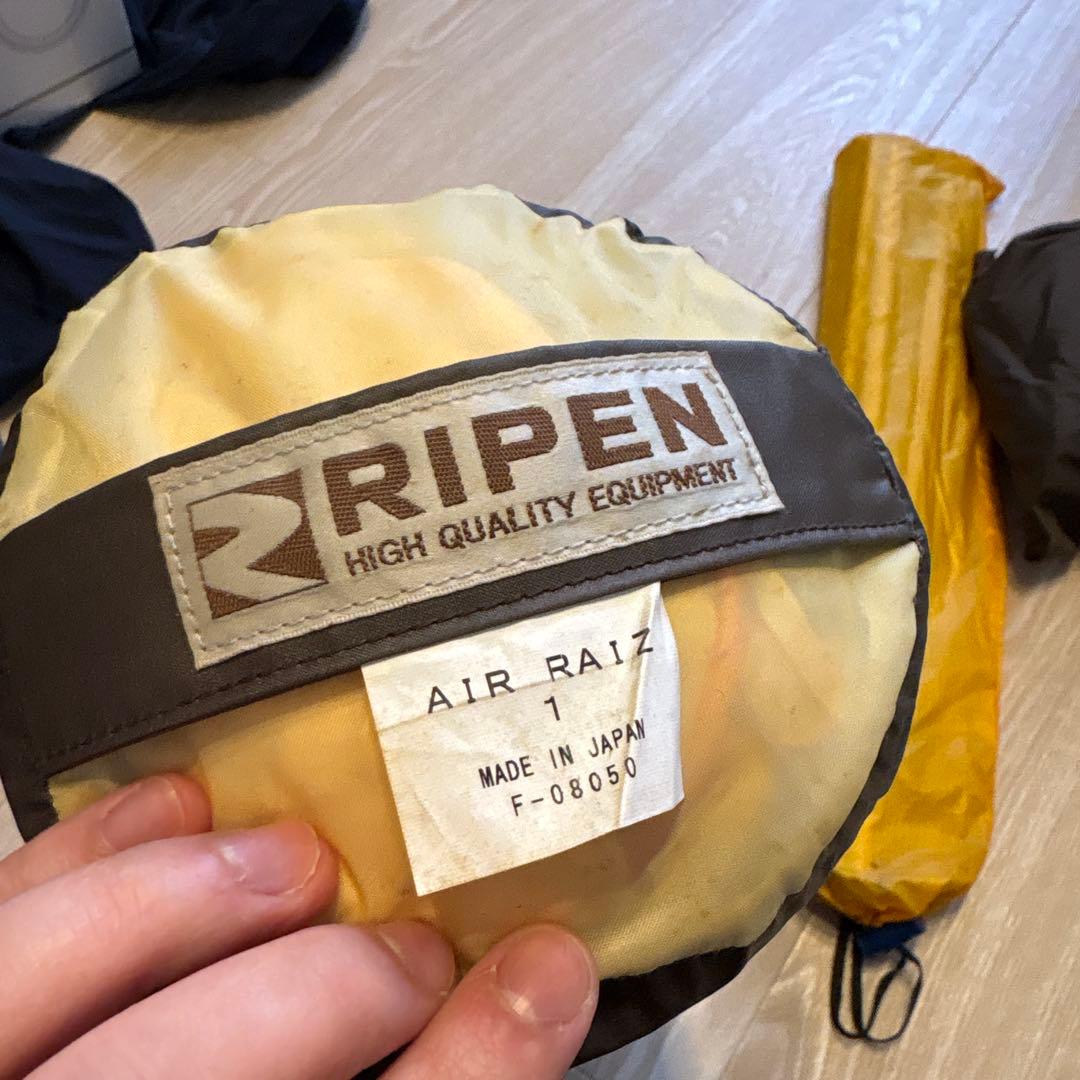 RIPEN
HIGH QUALITY EQUIPMENT
AIR RAIZ
1
MADE IN JAPAN
F-08050